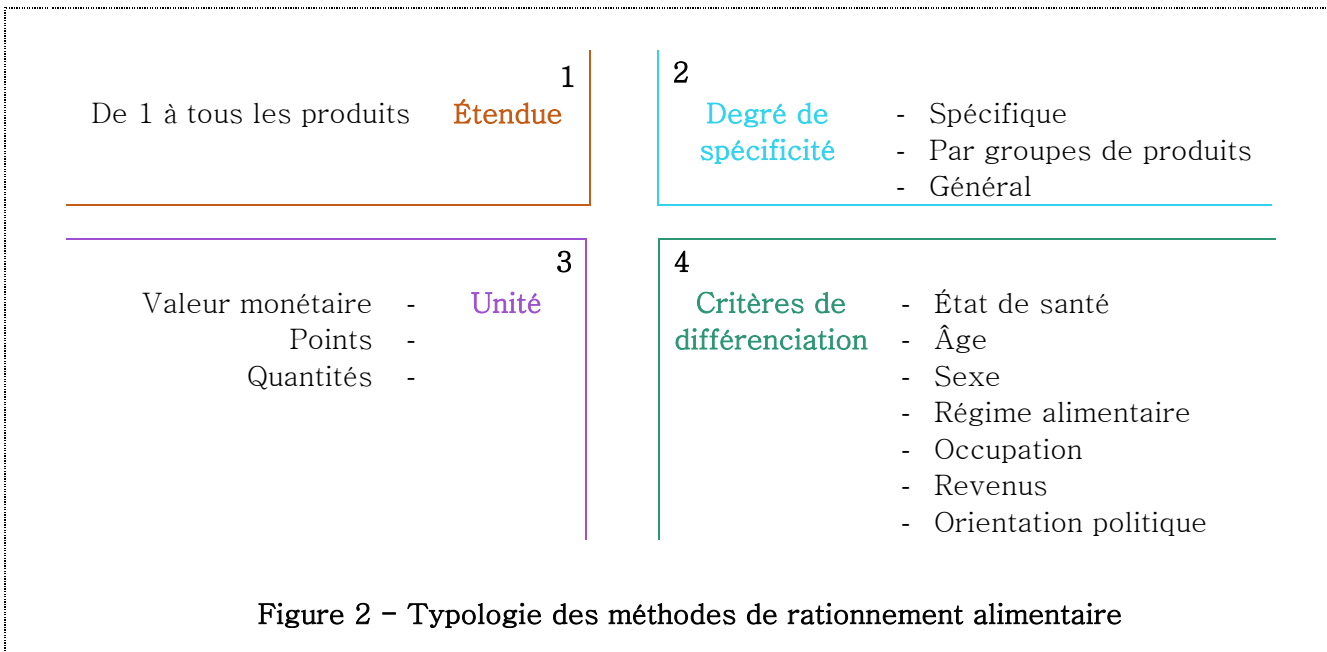 1
De 1 à tous les produits Étendue
2
Degré de - Spécifique
spécificité - Par groupes de produits
- Général
3
Valeur monétaire - Unité
Points -
Quantités -
4
Critères de - État de santé
différenciation - Âge
- Sexe
- Régime alimentaire
- Occupation
- Revenus
- Orientation politique
Figure 2 – Typologie des méthodes de rationnement alimentaire